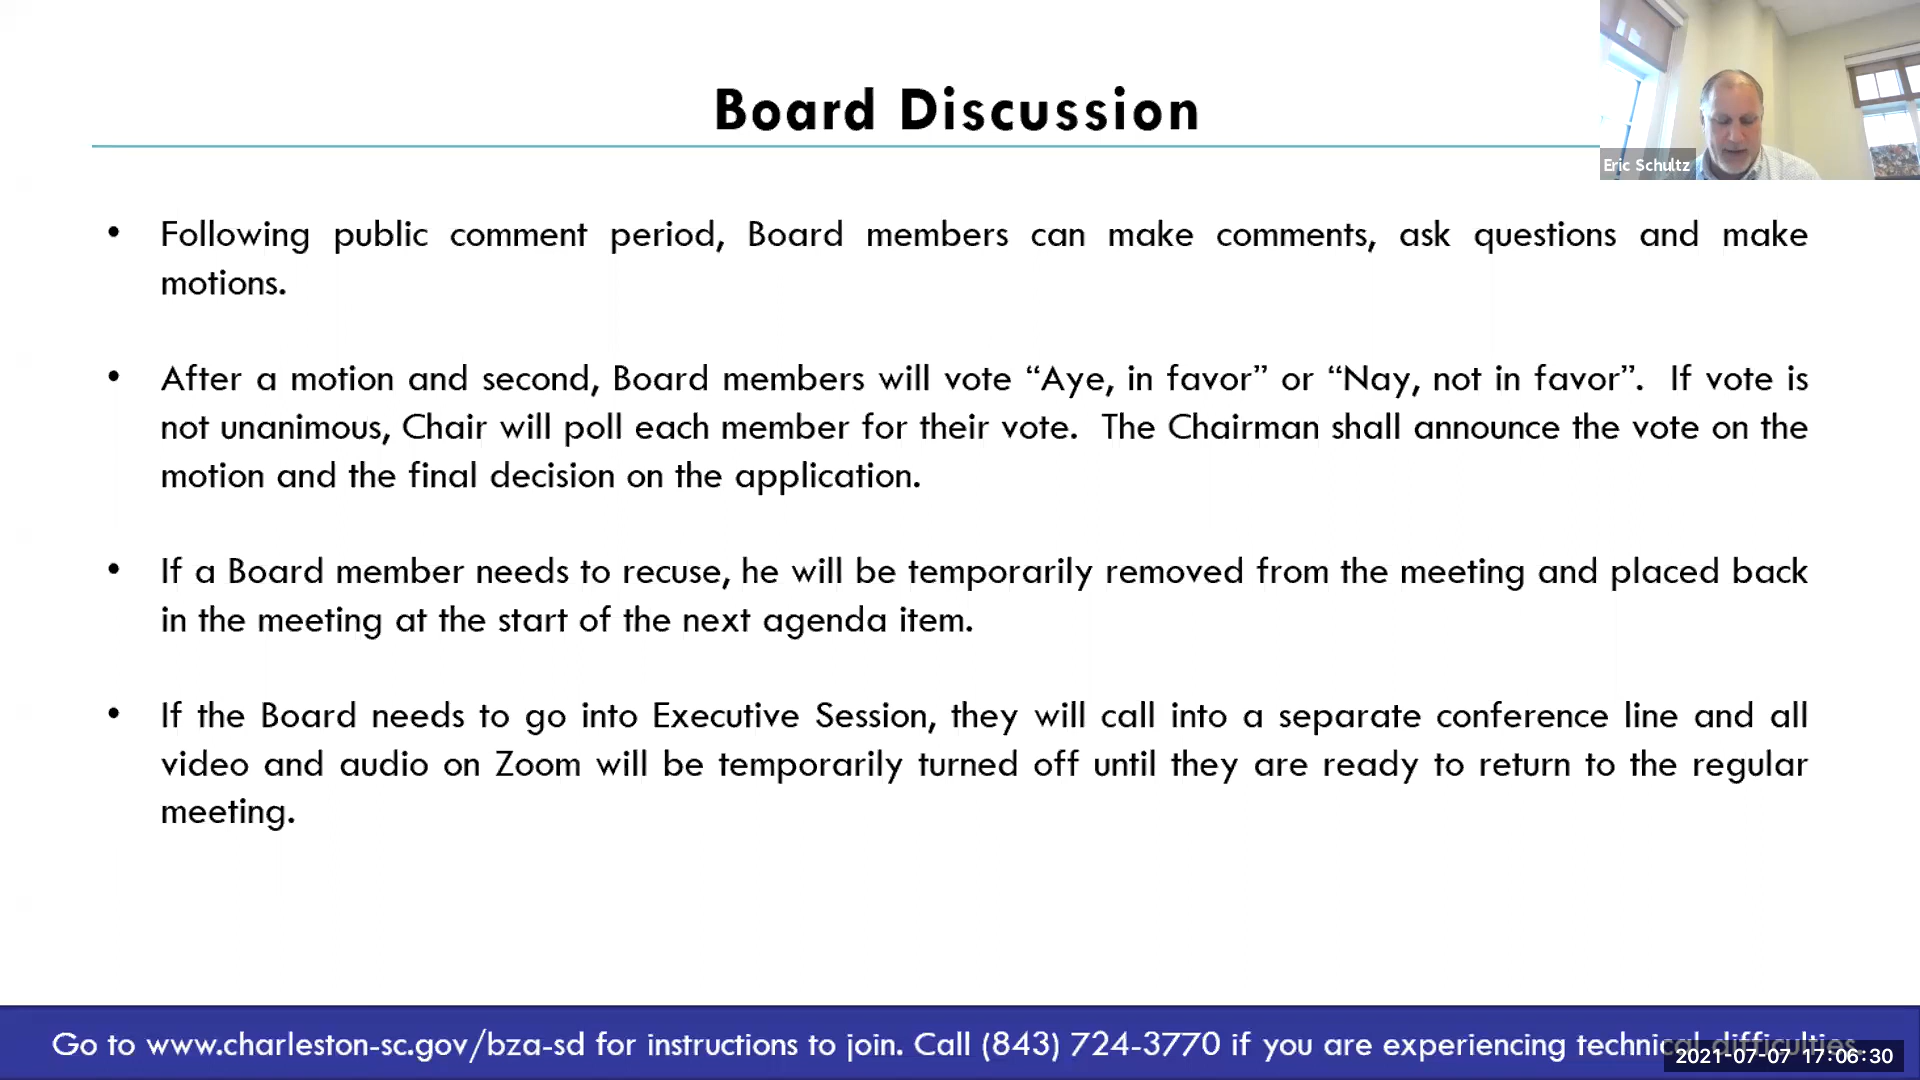 Board Discussion
Eric Schultz
• Following public comment period, Board members can make comments, ask questions and make
motions.
• After a motion and second, Board members will vote “Aye, in favor” or “Nay, not in favor”.  If vote is
not unanimous, Chair will poll each member for their vote.  The Chairman shall announce the vote on the
motion and the final decision on the application.
• If a Board member needs to recuse, he will be temporarily removed from the meeting and placed back
in the meeting at the start of the next agenda item.
• If the Board needs to go into Executive Session, they will call into a separate conference line and all
video and audio on Zoom will be temporarily turned off until they are ready to return to the regular
meeting.
Go to www.charleston-sc.gov/bza-sd for instructions to join. Call (843) 724-3770 if you are experiencing technical difficulties.
2021-07-07 17:06:30